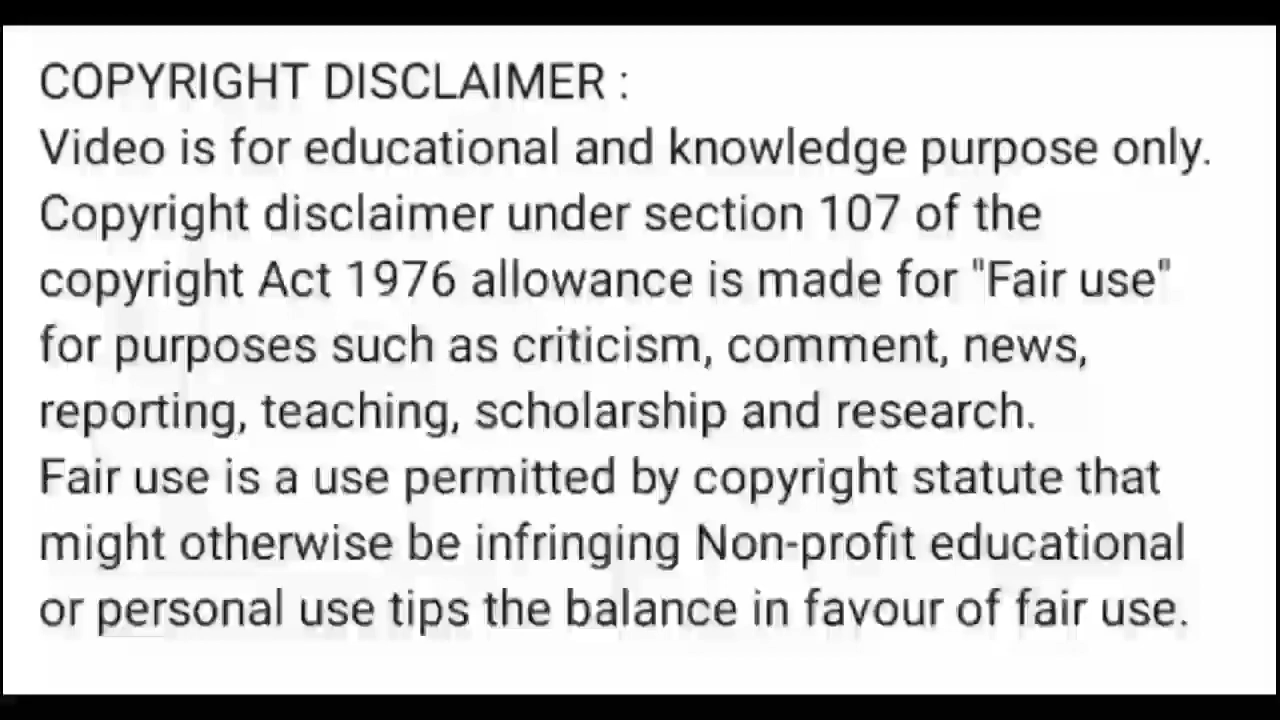 COPYRIGHT DISCLAIMER :
Video is for educational and knowledge purpose only.
Copyright disclaimer under section 107 of the
copyright Act 1976 allowance is made for "Fair use"
for purposes such as criticism, comment, news,
reporting, teaching, scholarship and research.
Fair use is a use permitted by copyright statute that
might otherwise be infringing Non-profit educational
or personal use tips the balance in favour of fair use.